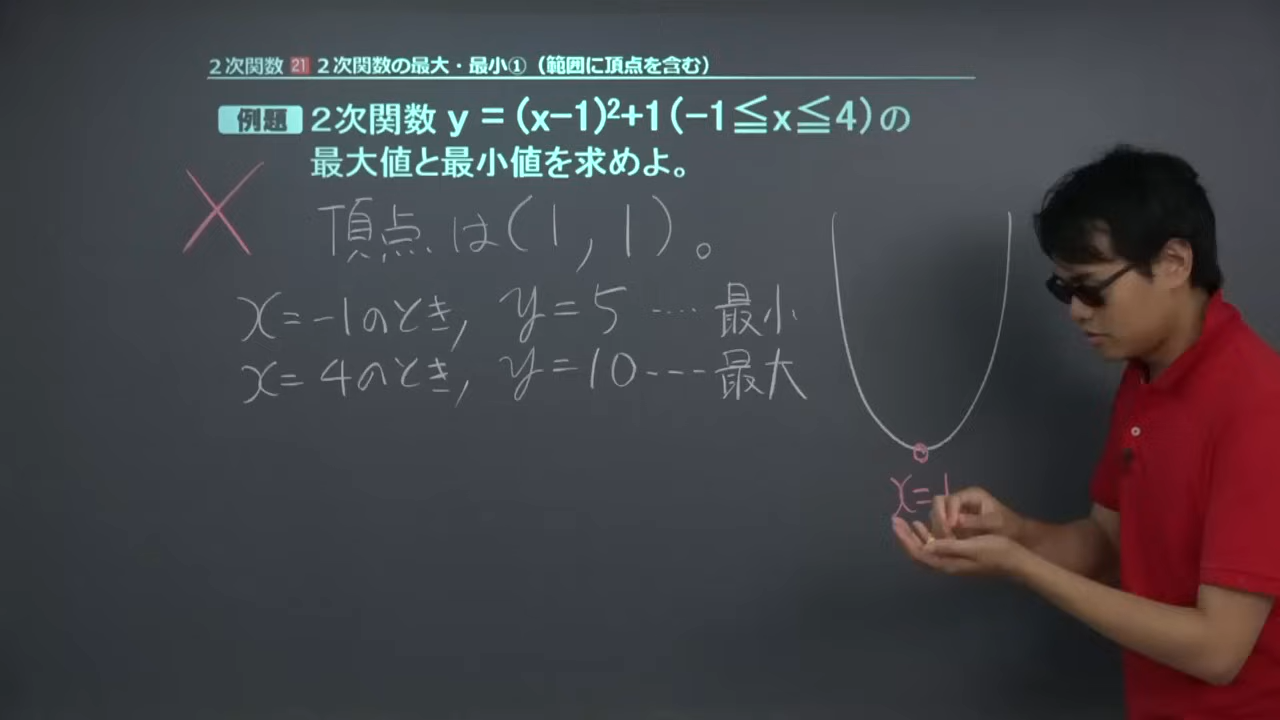 2次関数 21 2次関数の最大・最小①（範囲に頂点を含む）
例題 2次関数 y＝(x−1)²+1（−1≦x≦4）の
最大値と最小値を求めよ。
頂点は(1,1)。
x=-1のとき, y=5 ···· 最小
x=4のとき, y=10 ---- 最大
x=1